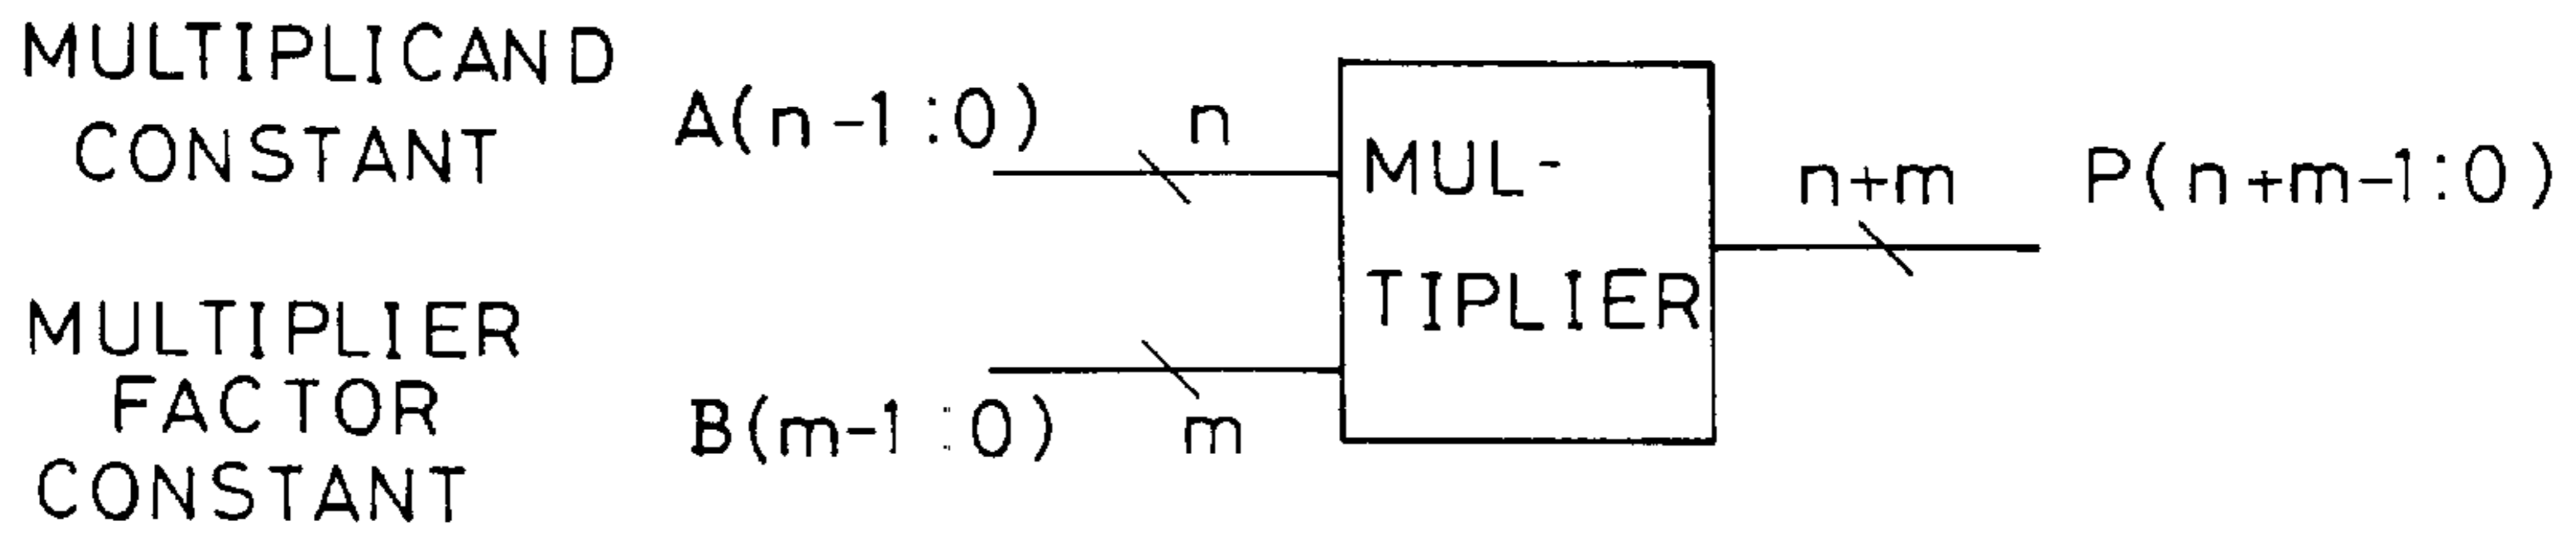 MULTIPLICAND
CONSTANT
A(n-1:0)
n
MULTIPLIER
FACTOR
CONSTANT
B(m-1:0)
m
MUL-
TIPLIER
n+m
P(n+m-1:0)